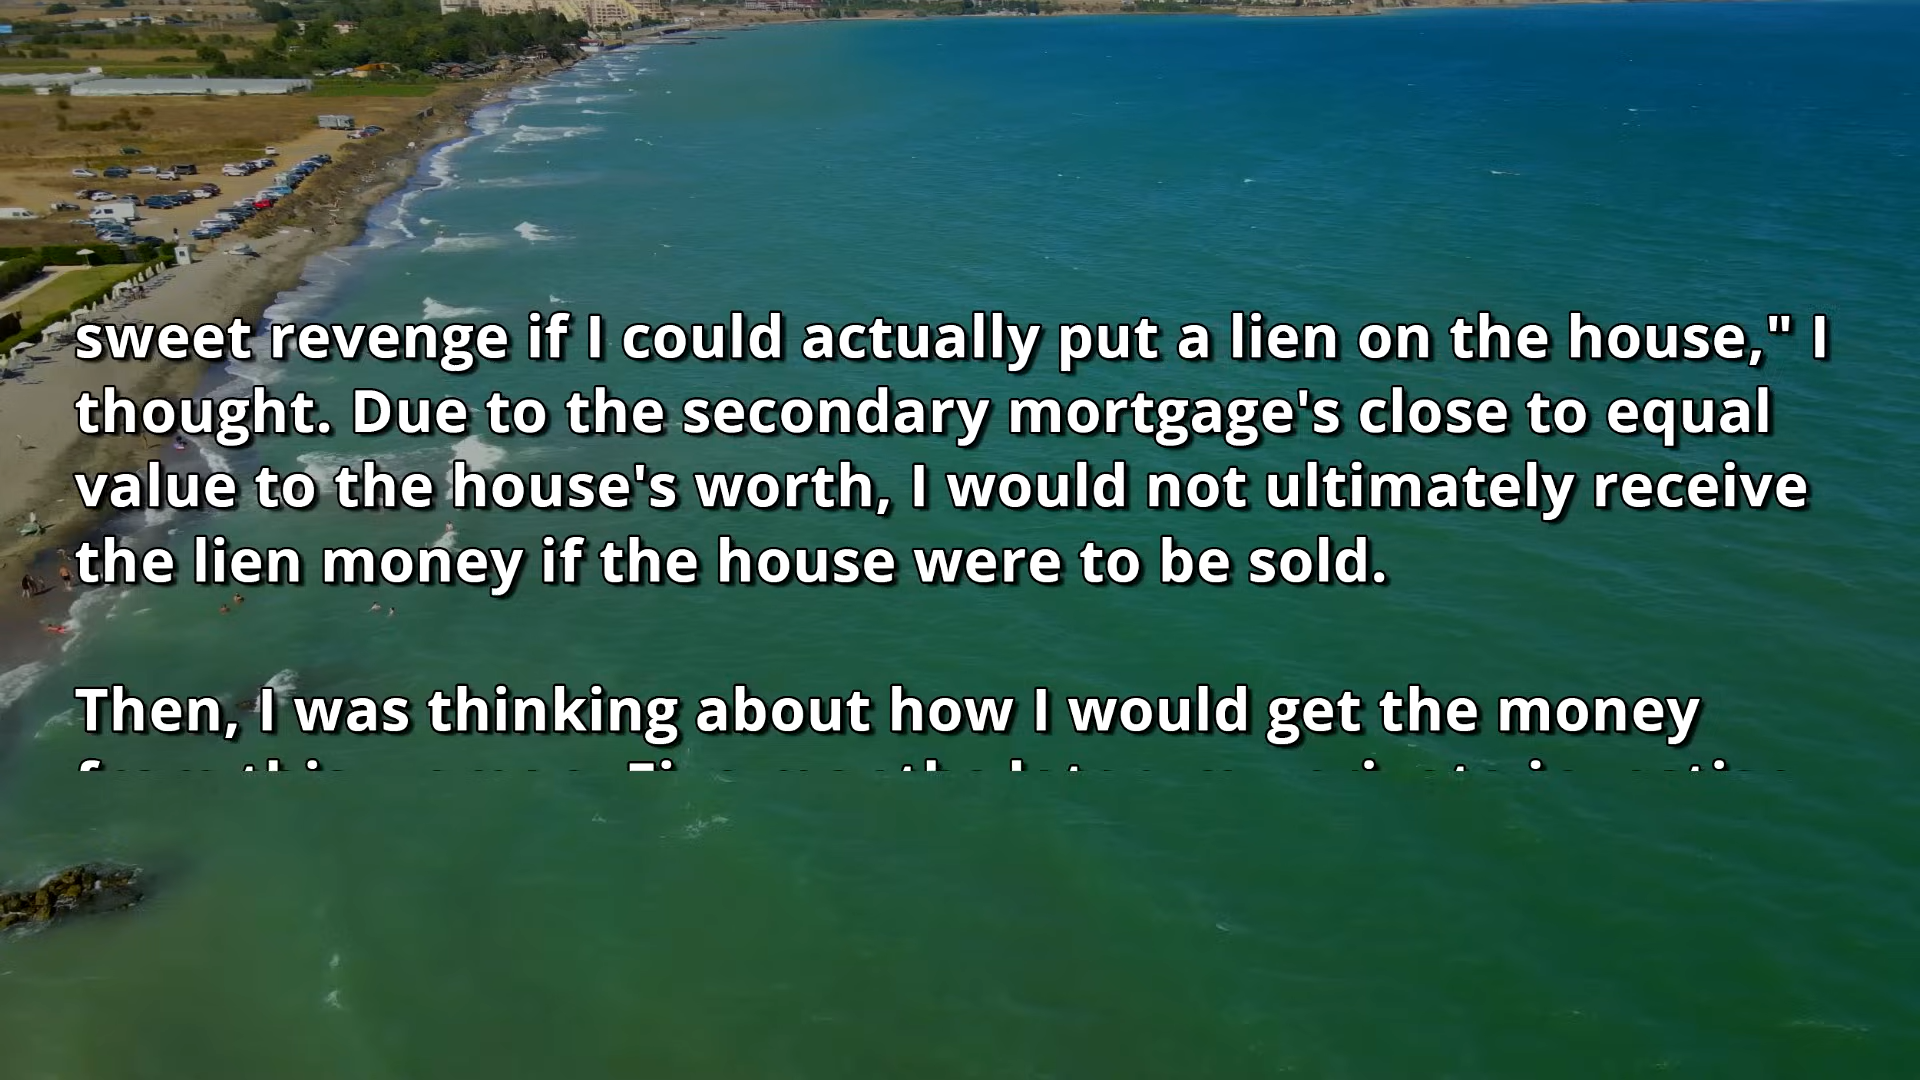 sweet revenge if I could actually put a lien on the house," I
thought. Due to the secondary mortgage's close to equal
value to the house's worth, I would not ultimately receive
the lien money if the house were to be sold.
Then, I was thinking about how I would get the money